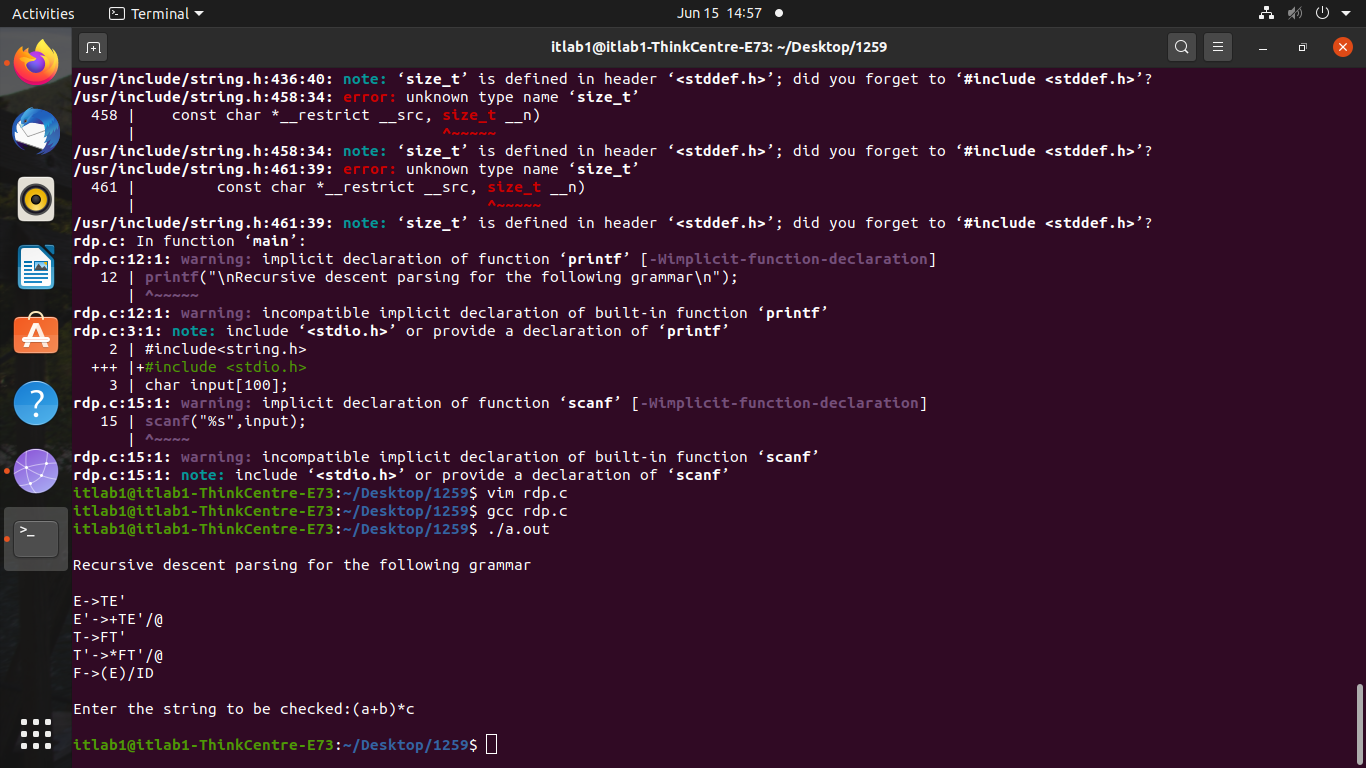 Activities
Terminal
Jun 15 14:57
itlab1@itlab1-ThinkCentre-E73: ~/Desktop/1259
/usr/include/string.h:436:40: note: ‘size_t’ is defined in header ‘<stddef.h>’; did you forget to ‘#include <stddef.h>’?
/usr/include/string.h:458:34: error: unknown type name ‘size_t’
  458 |    const char *__restrict __src, size_t __n)
      |                                  ^~~~~~
/usr/include/string.h:458:34: note: ‘size_t’ is defined in header ‘<stddef.h>’; did you forget to ‘#include <stddef.h>’?
/usr/include/string.h:461:39: error: unknown type name ‘size_t’
  461 |         const char *__restrict __src, size_t __n)
      |                                       ^~~~~~
/usr/include/string.h:461:39: note: ‘size_t’ is defined in header ‘<stddef.h>’; did you forget to ‘#include <stddef.h>’?
rdp.c: In function ‘main’:
rdp.c:12:1: warning: implicit declaration of function ‘printf’ [-Wimplicit-function-declaration]
   12 | printf("\nRecursive descent parsing for the following grammar\n");
      | ^~~~~~
rdp.c:12:1: warning: incompatible implicit declaration of built-in function ‘printf’
rdp.c:3:1: note: include ‘<stdio.h>’ or provide a declaration of ‘printf’
    2 | #include<string.h>
  +++ |+#include <stdio.h>
    3 | char input[100];
rdp.c:15:1: warning: implicit declaration of function ‘scanf’ [-Wimplicit-function-declaration]
   15 | scanf("%s",input);
      | ^~~~~
rdp.c:15:1: warning: incompatible implicit declaration of built-in function ‘scanf’
rdp.c:15:1: note: include ‘<stdio.h>’ or provide a declaration of ‘scanf’
itlab1@itlab1-ThinkCentre-E73:~/Desktop/1259$ vim rdp.c
itlab1@itlab1-ThinkCentre-E73:~/Desktop/1259$ gcc rdp.c
itlab1@itlab1-ThinkCentre-E73:~/Desktop/1259$ ./a.out
Recursive descent parsing for the following grammar
E->TE'
E'->+TE'/@
T->FT'
T'->*FT'/@
F->(E)/ID
Enter the string to be checked:(a+b)*c
itlab1@itlab1-ThinkCentre-E73:~/Desktop/1259$